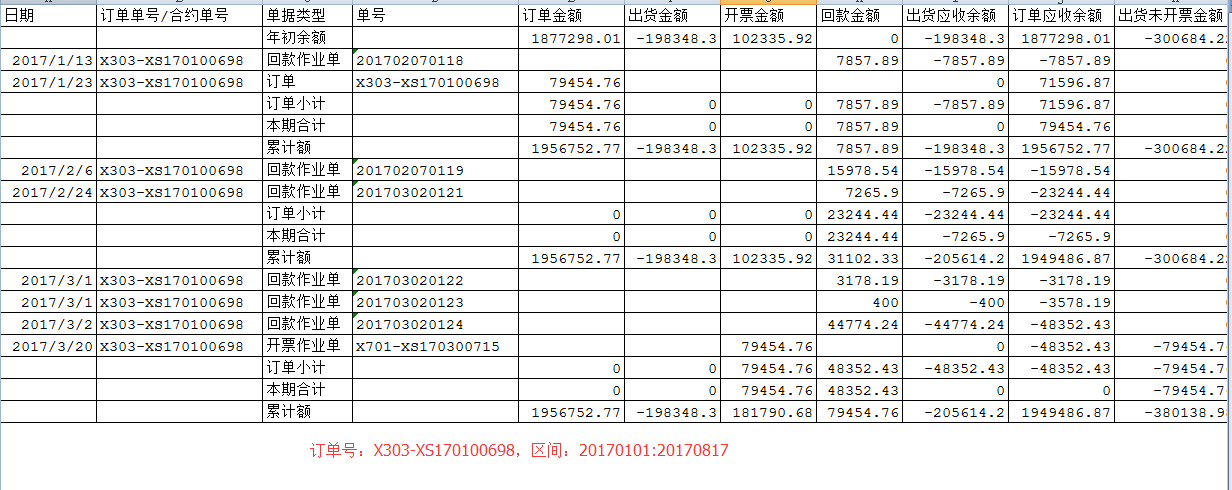 日期 订单单号/合约单号 单据类型 单号 订单金额 出货金额 开票金额 回款金额 出货应收余额 订单应收余额 出货未开票金额
年初余额 1877298.01 -198348.3 102335.92 0 -198348.3 1877298.01 -300684.22
2017/1/13 X303-XS170100698 回款作业单 201702070118 7857.89 -7857.89 -7857.89
2017/1/23 X303-XS170100698 订单 X303-XS170100698 79454.76 0 71596.87
订单小计 79454.76 0 0 7857.89 -7857.89 71596.87
本期合计 79454.76 0 0 7857.89 0 79454.76
累计额 1956752.77 -198348.3 102335.92 7857.89 -198348.3 1956752.77 -300684.22
2017/2/6 X303-XS170100698 回款作业单 201702070119 15978.54 -15978.54 -15978.54
2017/2/24 X303-XS170100698 回款作业单 201703020121 7265.9 -7265.9 -23244.44
订单小计 0 0 0 23244.44 -23244.44 -23244.44
本期合计 0 0 0 23244.44 -7265.9 -7265.9
累计额 1956752.77 -198348.3 102335.92 31102.33 -205614.2 1949486.87 -300684.22
2017/3/1 X303-XS170100698 回款作业单 201703020122 3178.19 -3178.19 -3178.19
2017/3/1 X303-XS170100698 回款作业单 201703020123 400 -400 -3578.19
2017/3/2 X303-XS170100698 回款作业单 201703020124 44774.24 -44774.24 -48352.43
2017/3/20 X303-XS170100698 开票作业单 X701-XS170300715 79454.76 0 -48352.43 -79454.7
订单小计 0 0 79454.76 48352.43 -48352.43 -48352.43 -79454.7
本期合计 0 0 79454.76 48352.43 0 0 -79454.7
累计额 1956752.77 -198348.3 181790.68 79454.76 -205614.2 1949486.87 -380138.98
订单号：X303-XS170100698，区间：20170101:20170817